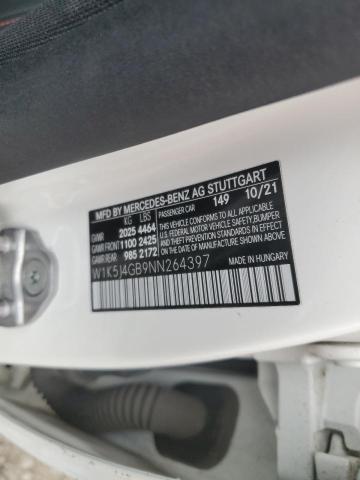 MFD BY MERCEDES-BENZ AG STUTTGART
KG LBS PASSENGER CAR 149 10/21
GVWR 2025 4464 THIS VEHICLE CONFORMS TO ALL APPLICABLE
GAWR FRONT 1100 2425 U.S. FEDERAL MOTOR VEHICLE SAFETY, BUMPER
GAWR REAR 985 2172 AND THEFT PREVENTION STANDARDS IN EFFECT
ON THE DATE OF MANUFACTURE SHOWN ABOVE.
W1K5J4GB9NN264397
MADE IN HUNGARY